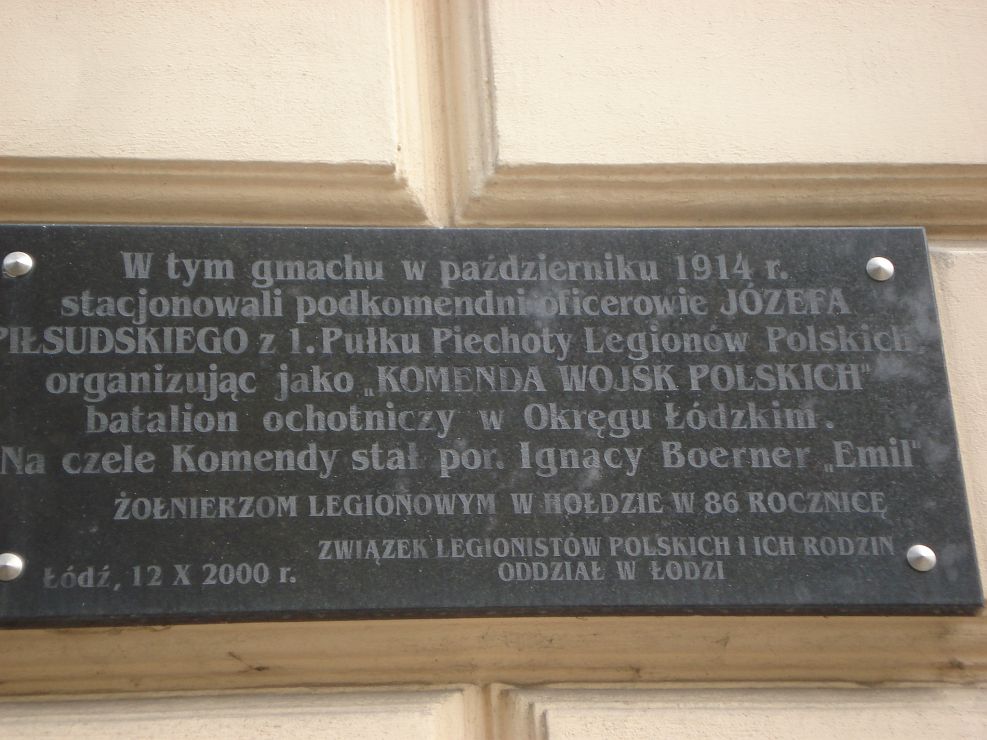 W tym gmachu w październiku 1914 r.
stacjonowali podkomendni oficerowie JÓZEFA
PIŁSUDSKIEGO z 1. Pułku Piechoty Legionów Polskich
organizując jako „KOMENDA WOJSK POLSKICH"
batalion ochotniczy w Okręgu Łódzkim.
Na czele Komendy stał por. Ignacy Boerner „Emil"
ŻOŁNIERZOM LEGIONOWYM W HOŁDZIE W 86 ROCZNICĘ
ZWIĄZEK LEGIONISTÓW POLSKICH I ICH RODZIN
ODDZIAŁ W ŁODZI
Łódź, 12 X 2000 r.